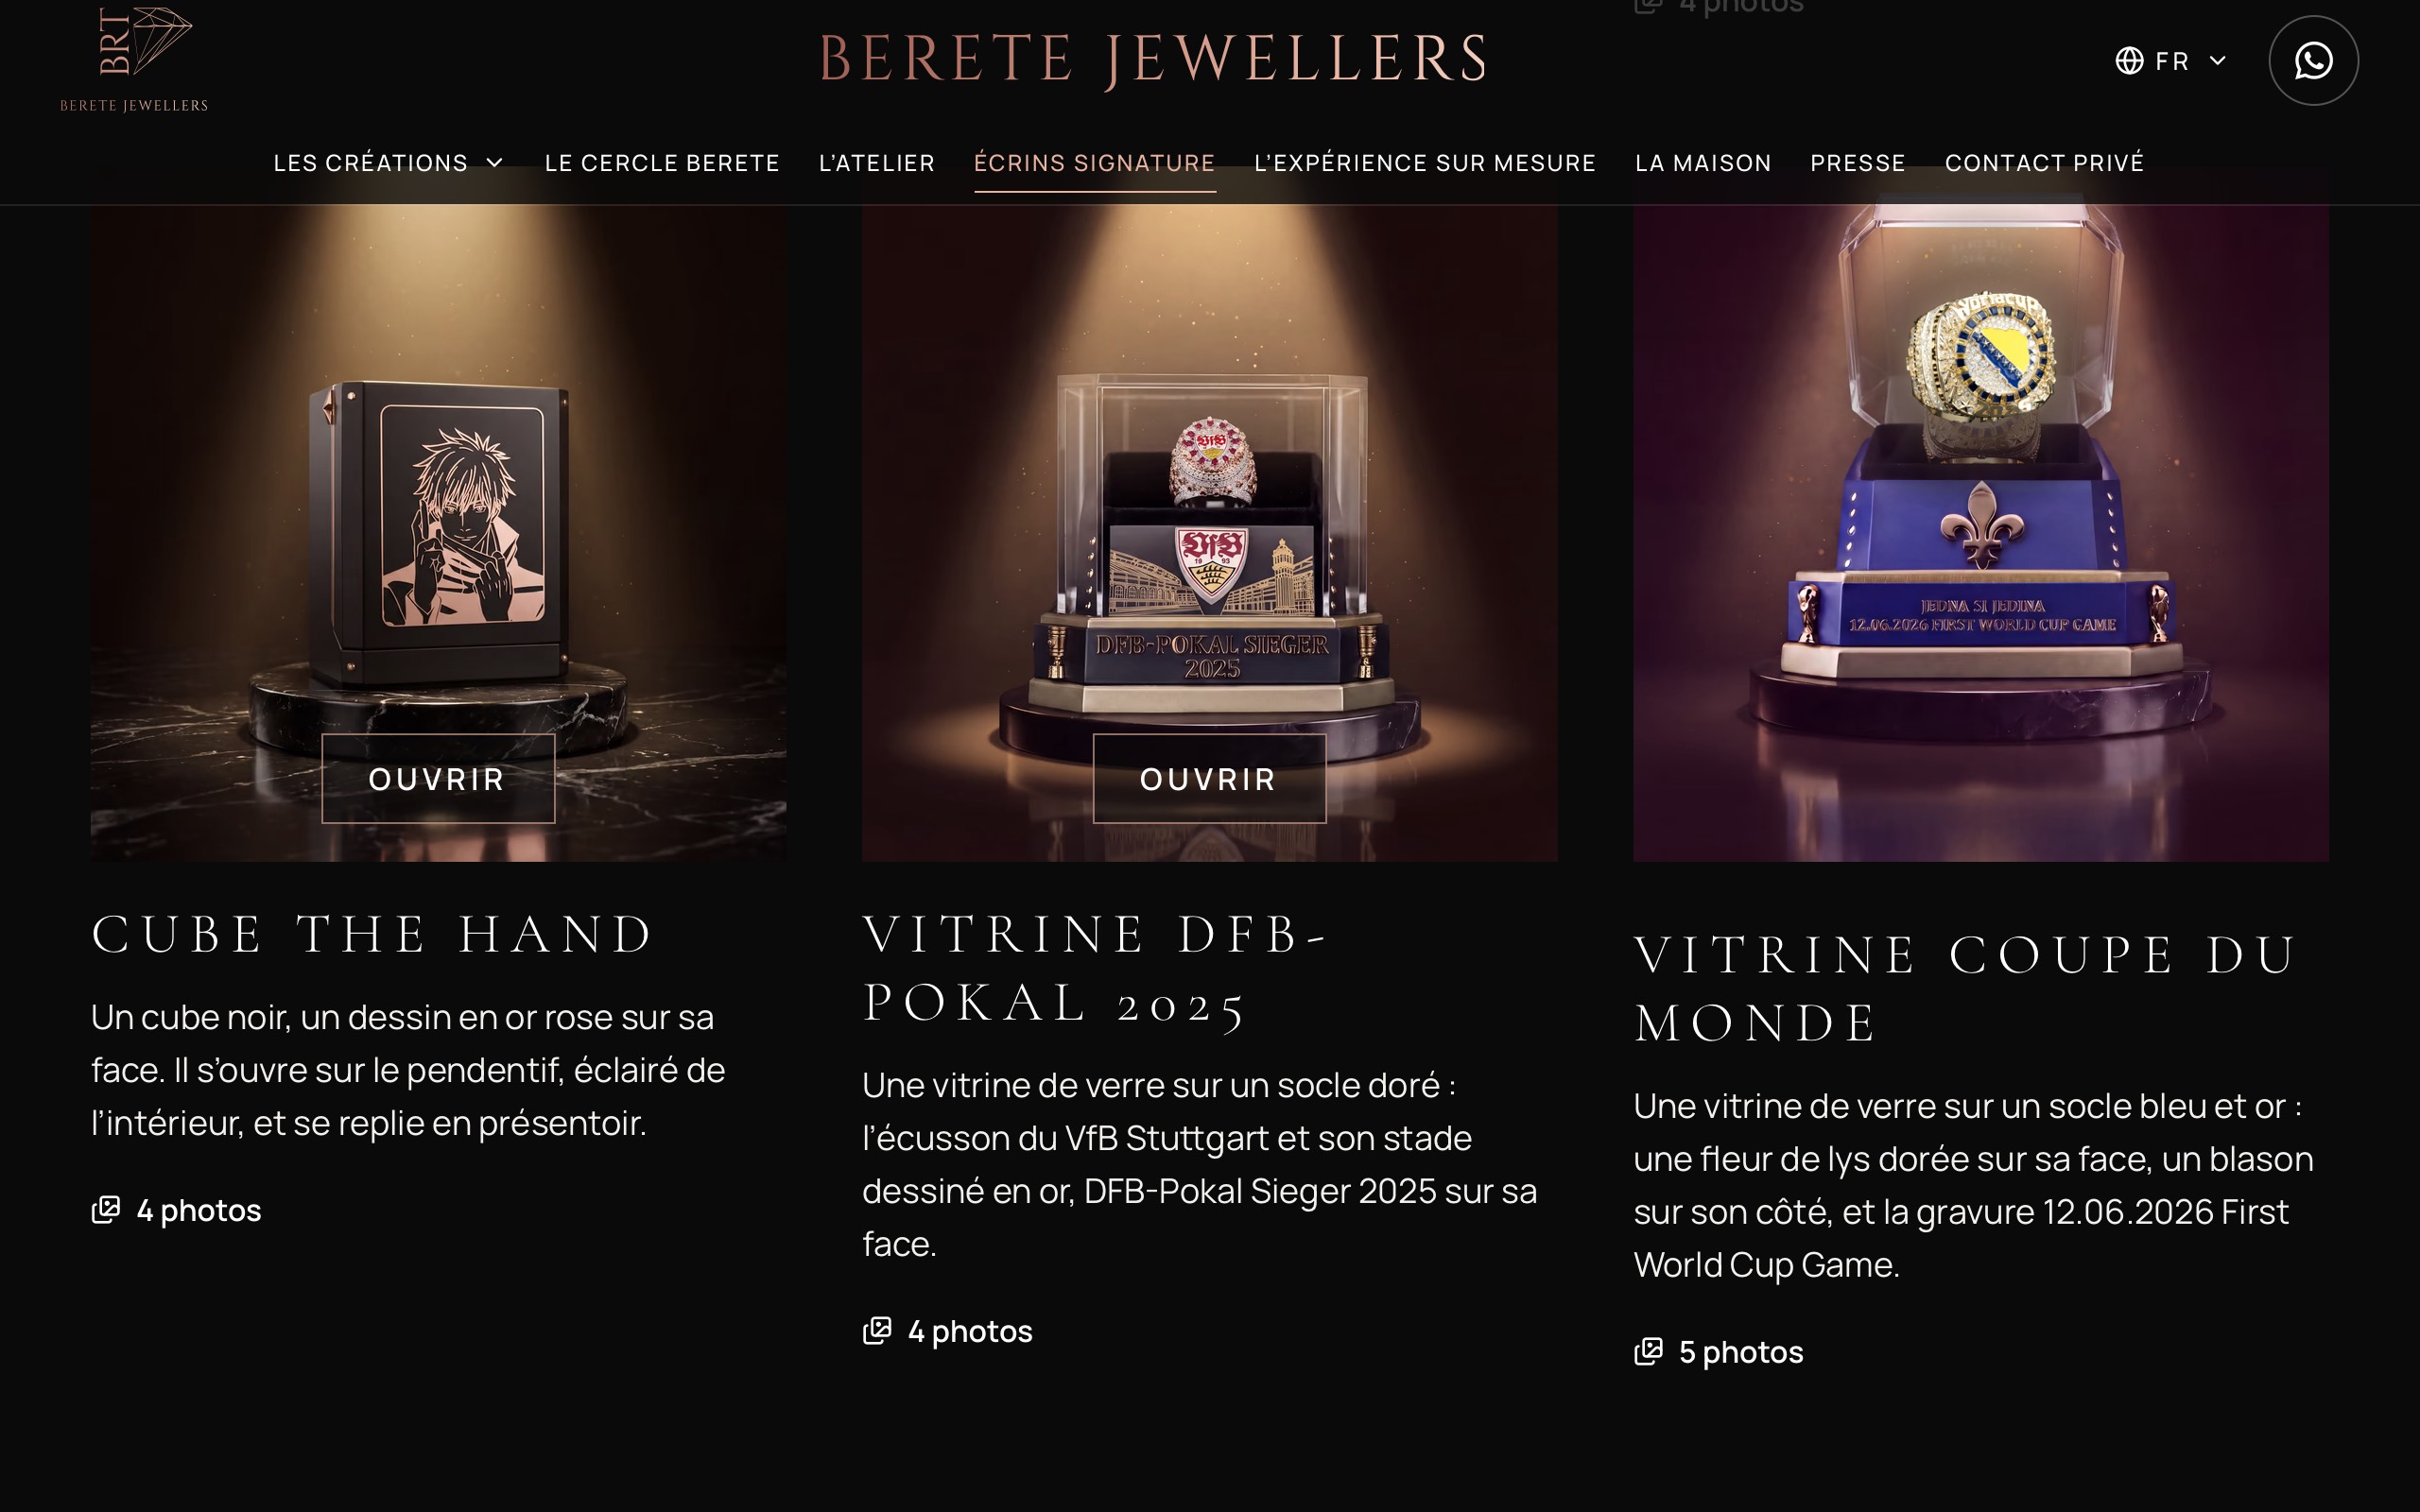 4 photos
BRT
BERETE JEWELLERS
BERETE JEWELLERS
FR
LES CRÉATIONS
LE CERCLE BERETE
L’ATELIER
ÉCRINS SIGNATURE
L’EXPÉRIENCE SUR MESURE
LA MAISON
PRESSE
CONTACT PRIVÉ
OUVRIR
CUBE THE HAND
Un cube noir, un dessin en or rose sur sa
face. Il s’ouvre sur le pendentif, éclairé de
l’intérieur, et se replie en présentoir.
4 photos
VfB
VfB
19 93
DFB-POKAL SIEGER
2025
OUVRIR
VITRINE DFB-
POKAL 2025
Une vitrine de verre sur un socle doré :
l’écusson du VfB Stuttgart et son stade
dessiné en or, DFB-Pokal Sieger 2025 sur sa
face.
4 photos
JEDNA SI JEDINA
12.06.2026 FIRST WORLD CUP GAME
VITRINE COUPE DU
MONDE
Une vitrine de verre sur un socle bleu et or :
une fleur de lys dorée sur sa face, un blason
sur son côté, et la gravure 12.06.2026 First
World Cup Game.
5 photos